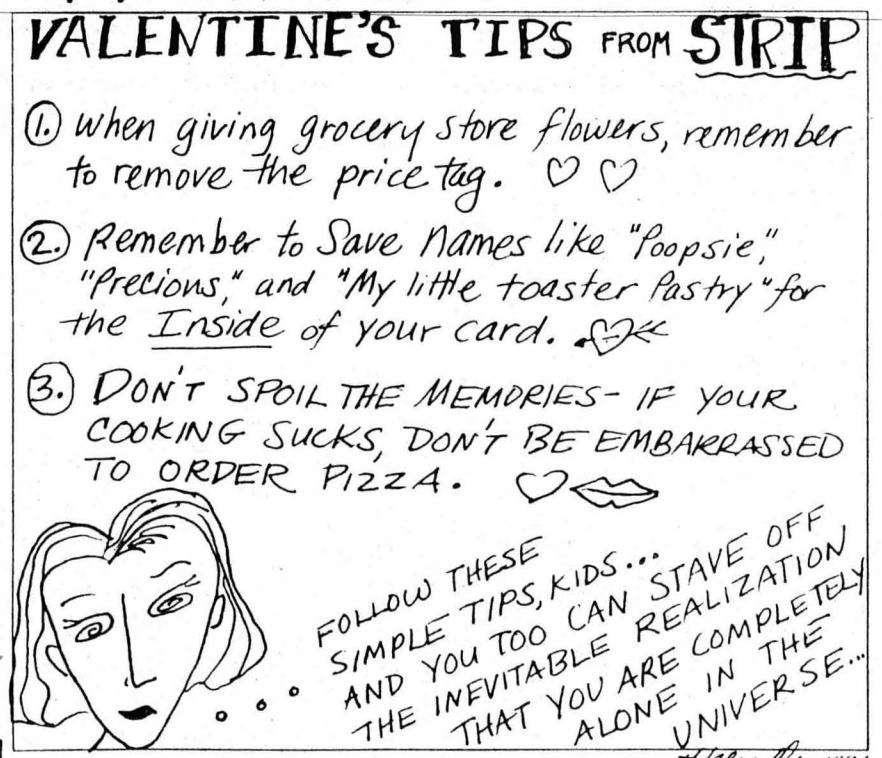 VALENTINE'S TIPS FROM STRIP
1. When giving grocery store flowers, remember
to remove the price tag.
2. Remember to Save Names like "Poopsie,"
"Precious," and "My little toaster Pastry" for
the Inside of your card.
3. DON'T SPOIL THE MEMORIES- IF YOUR
COOKING SUCKS, DON'T BE EMBARRASSED
TO ORDER PIZZA.
FOLLOW THESE
SIMPLE TIPS, KIDS...
AND YOU TOO CAN STAVE OFF
THE INEVITABLE REALIZATION
THAT YOU ARE COMPLETELY
ALONE IN THE
UNIVERSE...